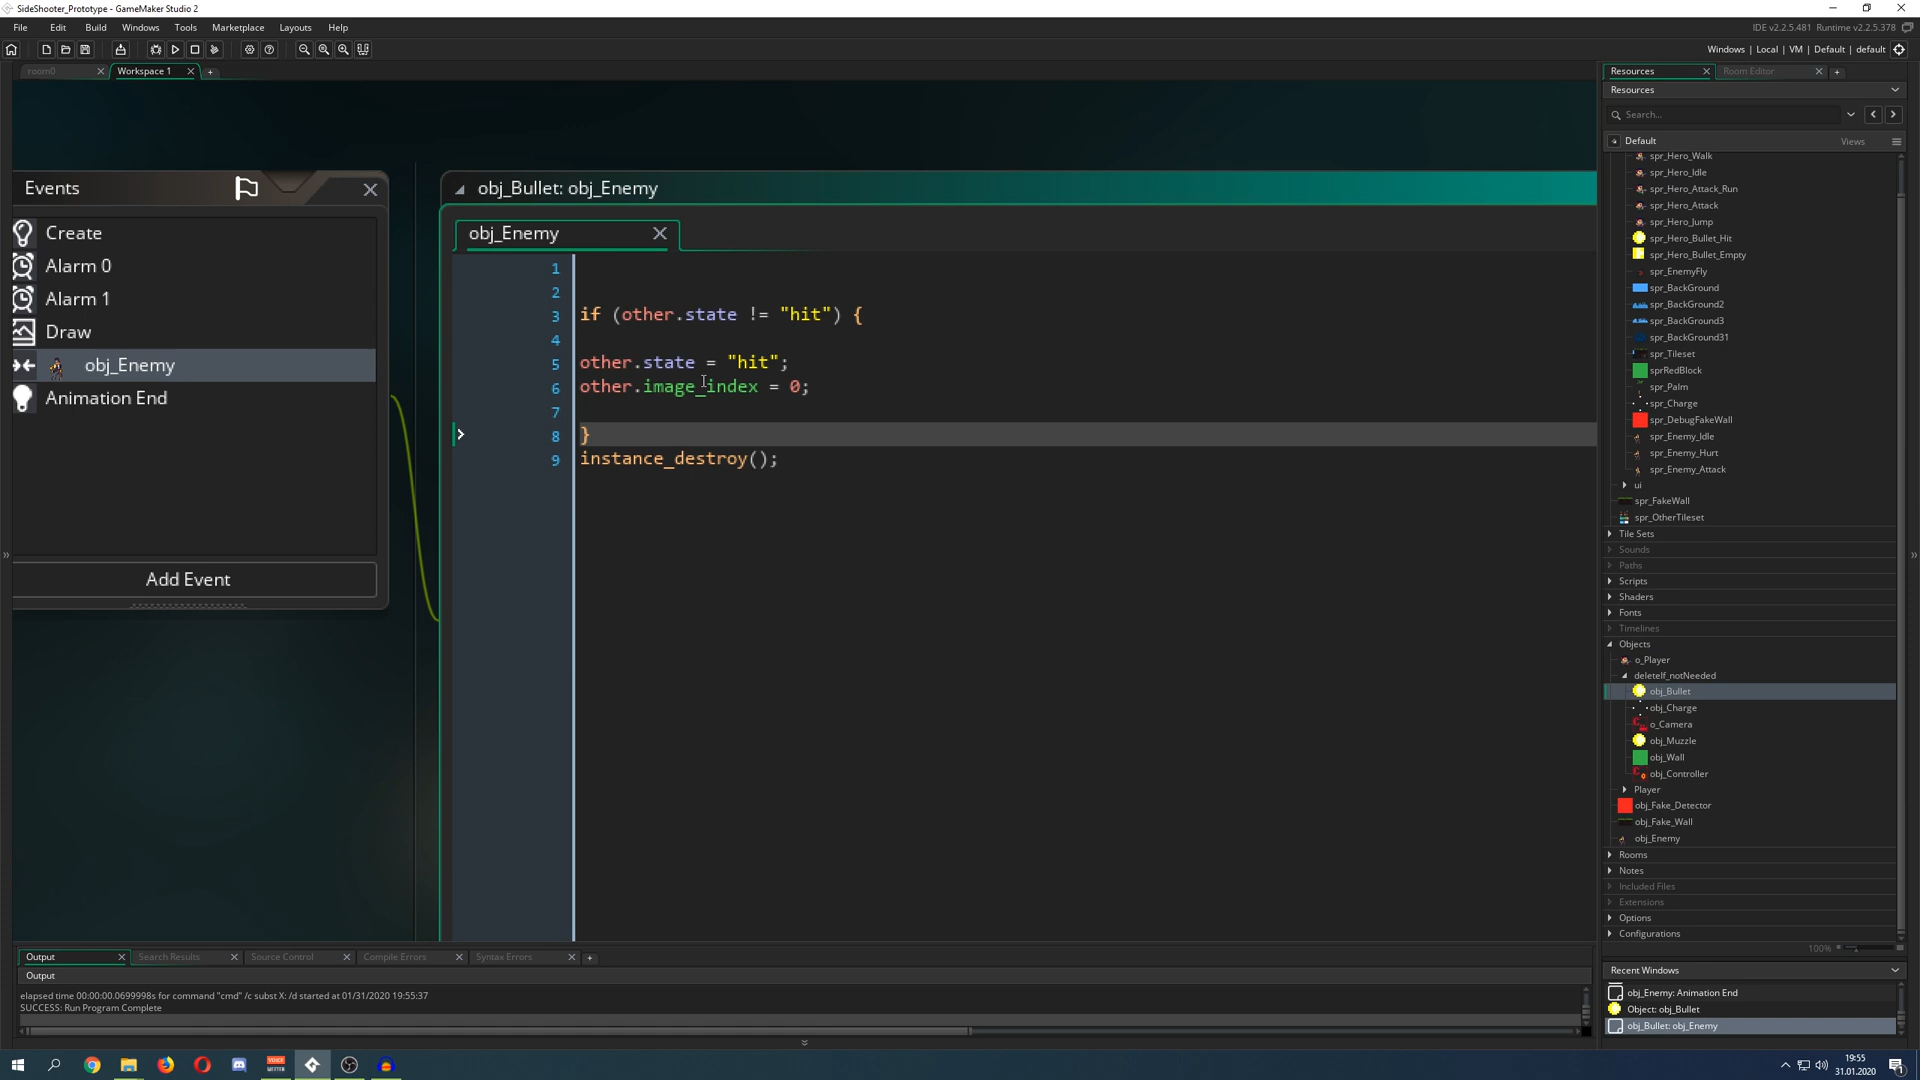 SideShooter_Prototype - GameMaker Studio 2
File Edit Build Windows Tools Marketplace Layouts Help
IDE v2.2.5.481 Runtime v2.2.5.378
Windows | Local | VM | Default | default
room0
Workspace 1
Resources
Room Editor
Resources
Search...
Default
Views
Events
Create
Alarm 0
Alarm 1
Draw
obj_Enemy
Animation End
Add Event
obj_Bullet: obj_Enemy
obj_Enemy
1
2
3 if (other.state != "hit") {
4
5 other.state = "hit";
6 other.image_index = 0;
7
8 }
9 instance_destroy();
spr_Hero_Walk
spr_Hero_Idle
spr_Hero_Attack_Run
spr_Hero_Attack
spr_Hero_Jump
spr_Hero_Bullet_Hit
spr_Hero_Bullet_Empty
spr_EnemyFly
spr_BackGround
spr_BackGround2
spr_BackGround3
spr_BackGround31
spr_Tileset
sprRedBlock
spr_Palm
spr_Charge
spr_DebugFakeWall
spr_Enemy_Idle
spr_Enemy_Hurt
spr_Enemy_Attack
ui
spr_FakeWall
spr_OtherTileset
Tile Sets
Sounds
Paths
Scripts
Shaders
Fonts
Timelines
Objects
o_Player
deleteIf_notNeeded
obj_Bullet
obj_Charge
o_Camera
obj_Muzzle
obj_Wall
obj_Controller
Player
obj_Fake_Detector
obj_Fake_Wall
obj_Enemy
Rooms
Notes
Included Files
Extensions
Options
Configurations
100%
Recent Windows
obj_Enemy: Animation End
Object: obj_Bullet
obj_Bullet: obj_Enemy
Output
Search Results
Source Control
Compile Errors
Syntax Errors
Output
elapsed time 00:00:00.0699998s for command "cmd" /c subst X: /d started at 01/31/2020 19:55:37
SUCCESS: Run Program Complete
19:55
31.01.2020